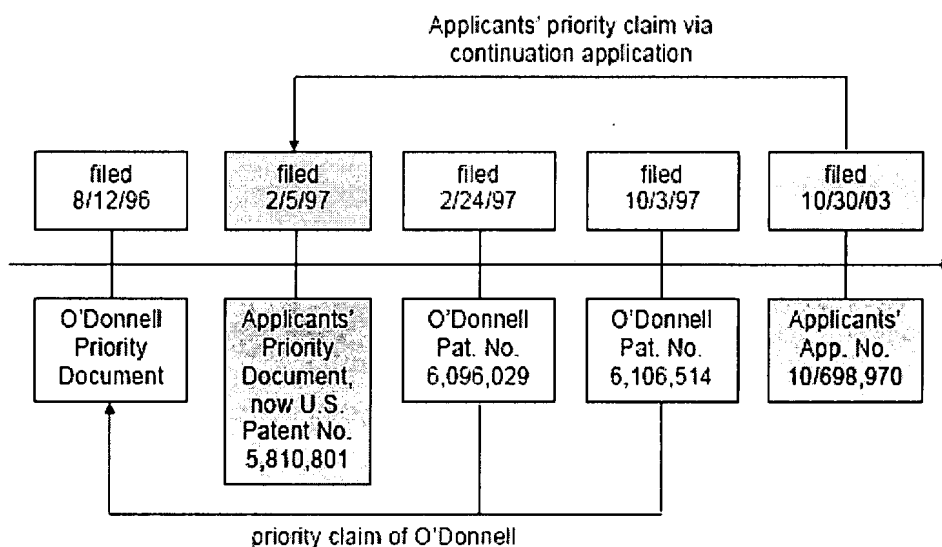 Applicants' priority claim via
continuation application
filed
8/12/96
filed
2/5/97
filed
2/24/97
filed
10/3/97
filed
10/30/03
O'Donnell
Priority
Document
Applicants'
Priority
Document,
now U.S.
Patent No.
5,810,801
O'Donnell
Pat. No.
6,096,029
O'Donnell
Pat. No.
6,106,514
Applicants'
App. No.
10/698,970
priority claim of O'Donnell